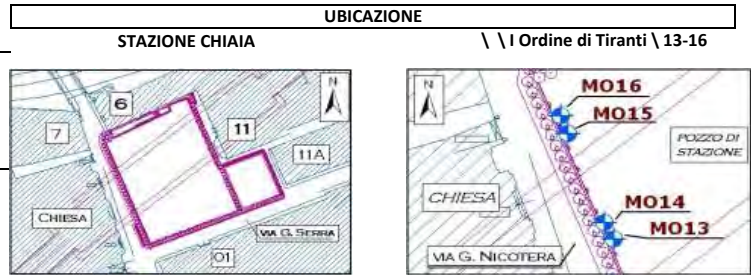 UBICAZIONE
STAZIONE CHIAIA
\ \ I Ordine di Tiranti \ 13-16
N
6
7
11
11A
CHIESA
VIA G. SERRA
01
N
MO16
MO15
POZZO DI
STAZIONE
CHIESA
MO14
MO13
VIA G. NICOTERA